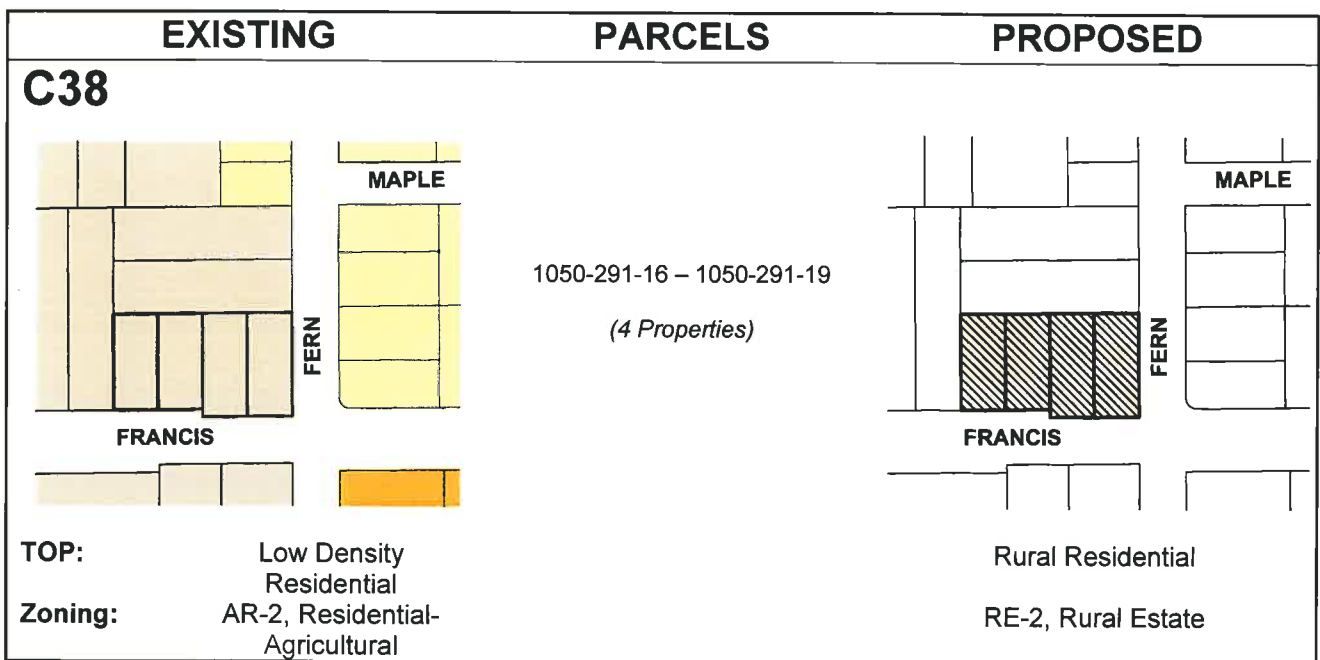 EXISTING PARCELS PROPOSED
C38
MAPLE
FERN
FRANCIS
1050-291-16 – 1050-291-19
(4 Properties)
MAPLE
FERN
FRANCIS
TOP: Low Density Residential
Rural Residential
Zoning: AR-2, Residential-Agricultural
RE-2, Rural Estate